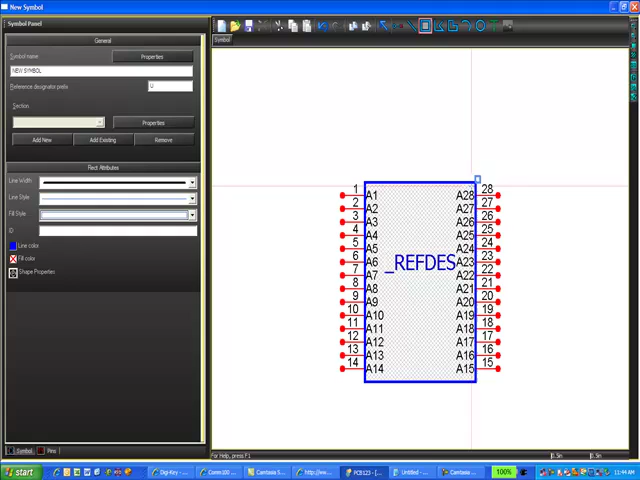 New Symbol
Symbol Panel
General
Symbol name
Properties
NEW SYMBOL
Reference designator prefix
U
Section
Properties
Add New
Add Existing
Remove
Rect Attributes
Line Width
Line Style
Fill Style
ID
Line color
Fill color
Shape Properties
Symbol
Pins
Symbol
_REFDES
1 A1 A28 28
2 A2 A27 27
3 A3 A26 26
4 A4 A25 25
5 A5 A24 24
6 A6 A23 23
7 A7 A22 22
8 A8 A21 21
9 A9 A20 20
10 A10 A19 19
11 A11 A18 18
12 A12 A17 17
13 A13 A16 16
14 A14 A15 15
For Help, press F1
start
Digi-Key -...
Comm100 ...
Camtasia S...
http://ww...
PCB123 - [...
Untitled - ...
Camtasia ...
100%
11:44 AM